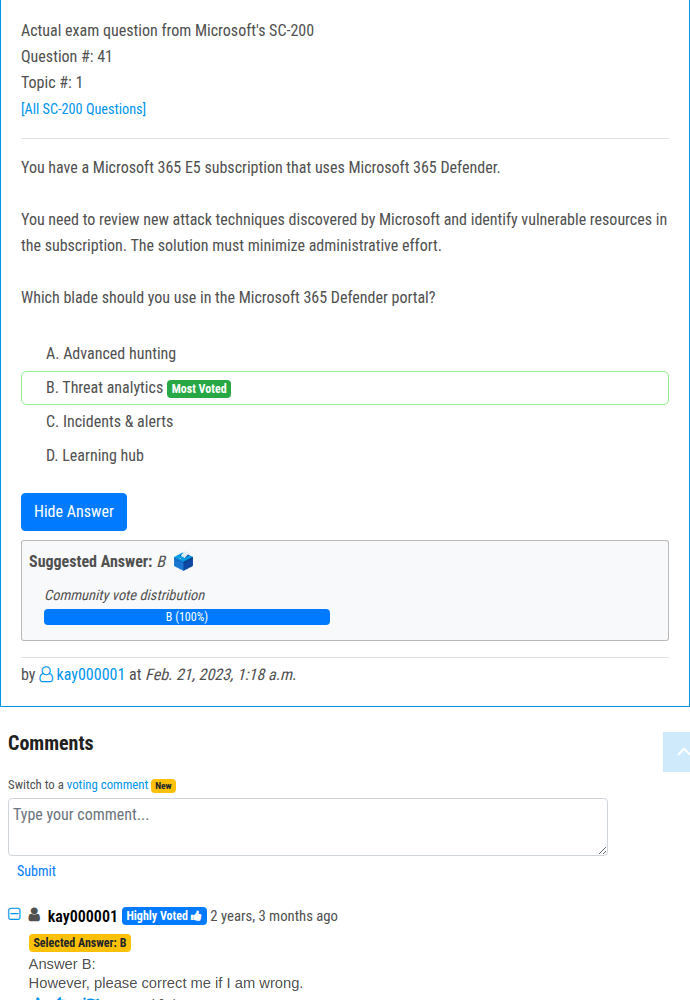 Actual exam question from Microsoft's SC-200
Question #: 41
Topic #: 1
[All SC-200 Questions]
You have a Microsoft 365 E5 subscription that uses Microsoft 365 Defender.
You need to review new attack techniques discovered by Microsoft and identify vulnerable resources in
the subscription. The solution must minimize administrative effort.
Which blade should you use in the Microsoft 365 Defender portal?
A. Advanced hunting
B. Threat analytics Most Voted
C. Incidents & alerts
D. Learning hub
Hide Answer
Suggested Answer: B
Community vote distribution
B (100%)
by kay000001 at Feb. 21, 2023, 1:18 a.m.
Comments
Switch to a voting comment New
Type your comment...
Submit
kay000001 Highly Voted 2 years, 3 months ago
Selected Answer: B
Answer B:
However, please correct me if I am wrong.